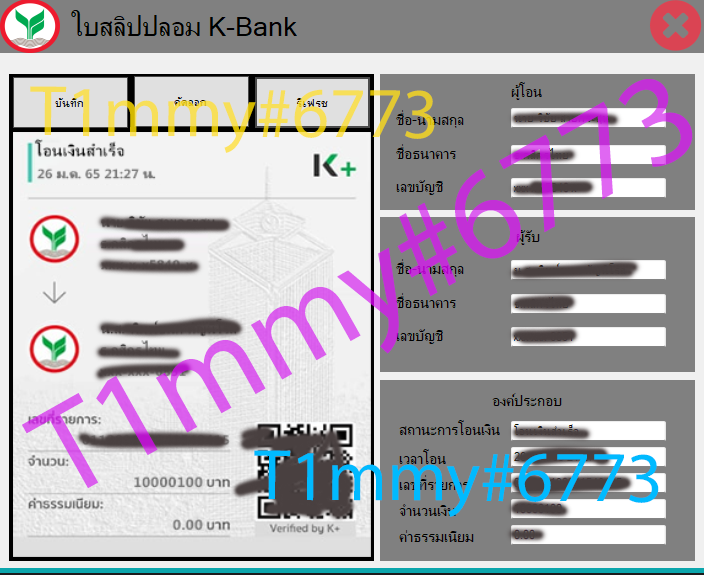 ใบสลิปปลอม K-Bank
บันทึก
คัดลอก
รีเฟรช
T1mmy#6773
โอนเงินสำเร็จ
26 ม.ค. 65 21:27 น.
K+
เลขที่รายการ:
จำนวน:
10000100 บาท
ค่าธรรมเนียม:
0.00 บาท
Verified by K+
ผู้โอน
ชื่อ-นามสกุล
ชื่อธนาคาร
เลขบัญชี
ผู้รับ
ชื่อ-นามสกุล
ชื่อธนาคาร
เลขบัญชี
องค์ประกอบ
สถานะการโอนเงิน
เวลาโอน
เลขที่รายการ
จำนวนเงิน
ค่าธรรมเนียม
0.00
T1mmy#6773
T1mmy#6773